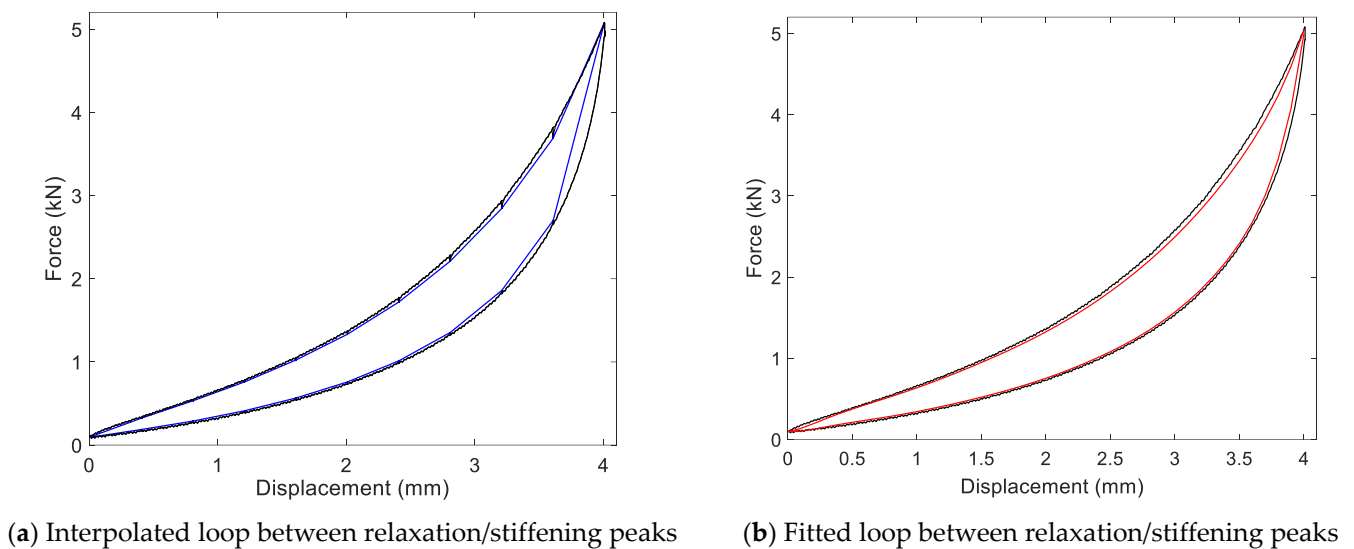 5
4
3
2
1
0
Force (kN)
0 1 2 3 4
Displacement (mm)
(a) Interpolated loop between relaxation/stiffening peaks
5
4
3
2
1
0
Force (kN)
0 0.5 1 1.5 2 2.5 3 3.5 4
Displacement (mm)
(b) Fitted loop between relaxation/stiffening peaks